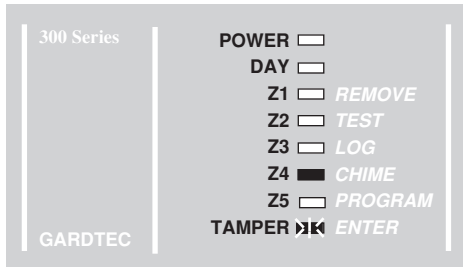 300 Series
POWER
DAY
Z1 REMOVE
Z2 TEST
Z3 LOG
Z4 CHIME
Z5 PROGRAM
TAMPER ENTER
GARDTEC